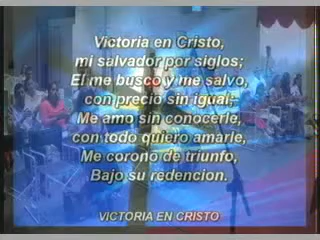 Victoria en Cristo,
mi salvador por siglos;
El me busco y me salvo,
con precio sin igual;
Me amo sin conocerle,
con todo quiero amarle,
Me corono de triunfo,
Bajo su redencion.
VICTORIA EN CRISTO